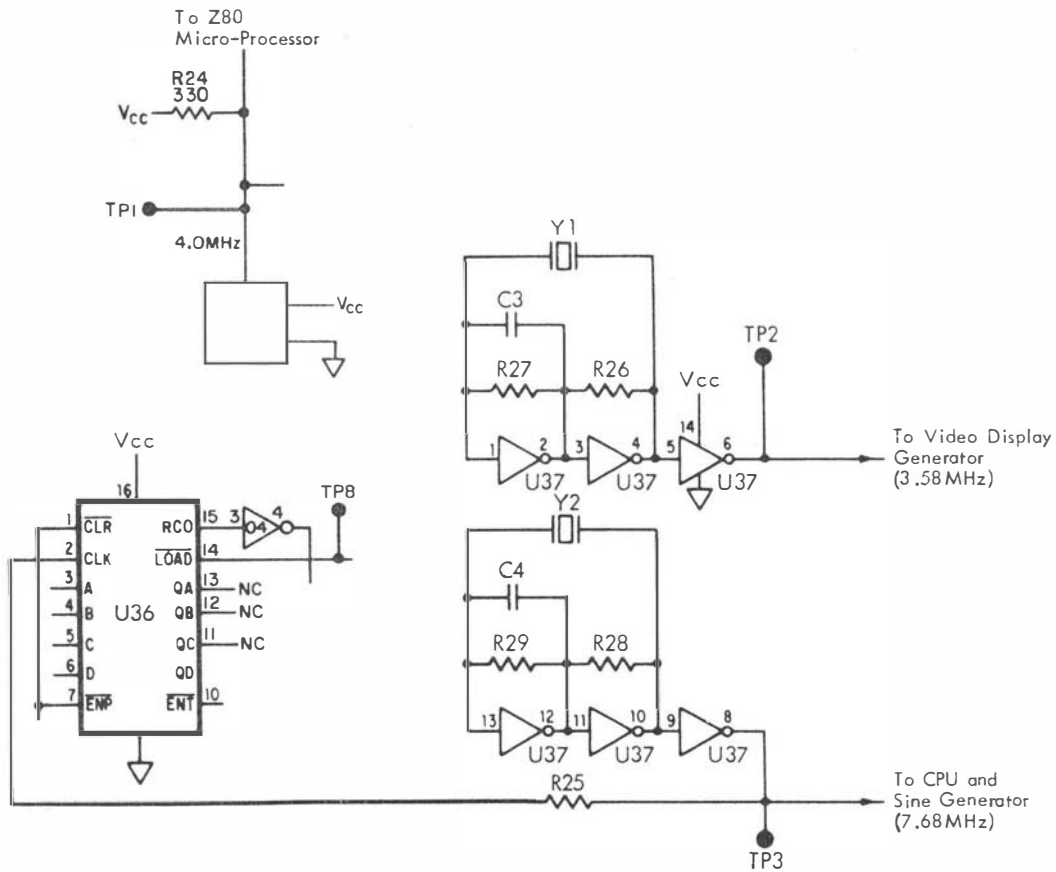 To Z80
Micro-Processor
R24
330
Vcc
TP1
4.0MHz
Vcc
Y1
C3
R27
R26
TP2
Vcc
14
1
2
3
4
5
6
U37
U37
U37
To Video Display
Generator
(3.58MHz)
Vcc
16
TP8
1
CLR
RCO
15
3
04
4
2
CLK
LOAD
14
3
A
QA
13
NC
4
B
QB
12
NC
U36
5
C
QC
11
NC
6
D
QD
7
ENP
ENT
10
Y2
C4
R29
R28
13
12
11
10
9
8
U37
U37
U37
R25
To CPU and
Sine Generator
(7.68MHz)
TP3